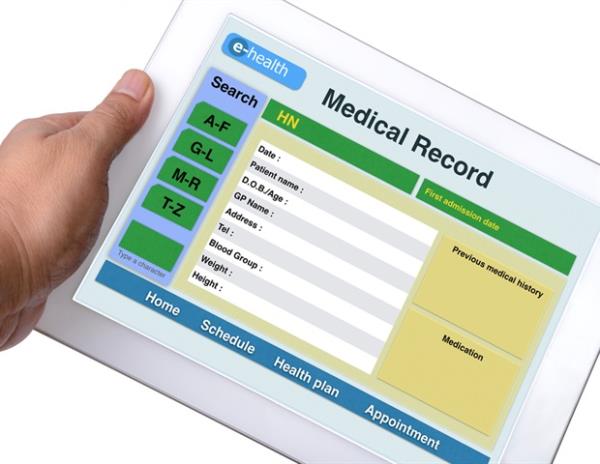 e-health
Medical Record
Search
A-F
G-L
M-R
T-Z
Type a character
HN
First admission date
Date :
Patient name :
D.O.B./Age :
GP Name :
Address :
Tel :
Blood Group :
Weight :
Height :
Previous medical history
Medication
Home
Schedule
Health plan
Appointment